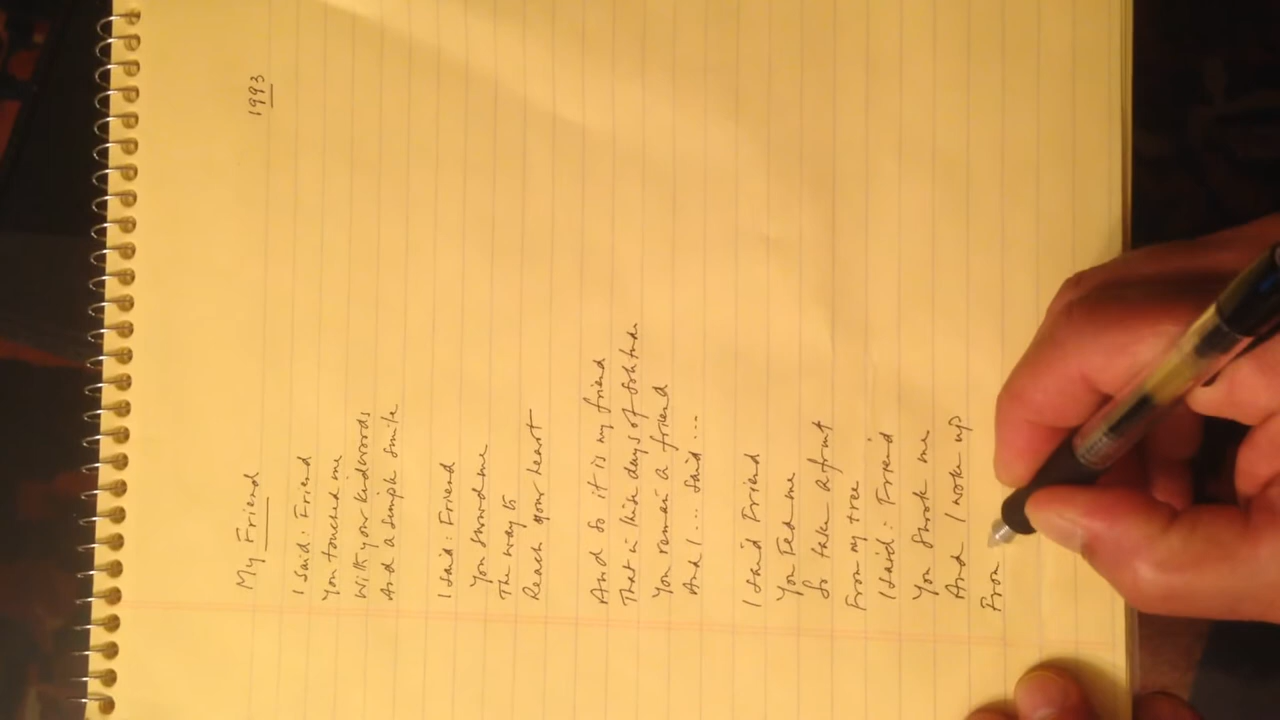 1993
My Friend
I said: Friend
You touched me
With your kindwords
And a simple smile
I said: Friend
You showed me
The way to
Reach your heart
And so it is my friend
That in these days of solitude
You remain a friend
And I... said...
I said Friend
You Fed me
So take a fruit
From my tree
I said: Friend
You shook me
And I woke up
From